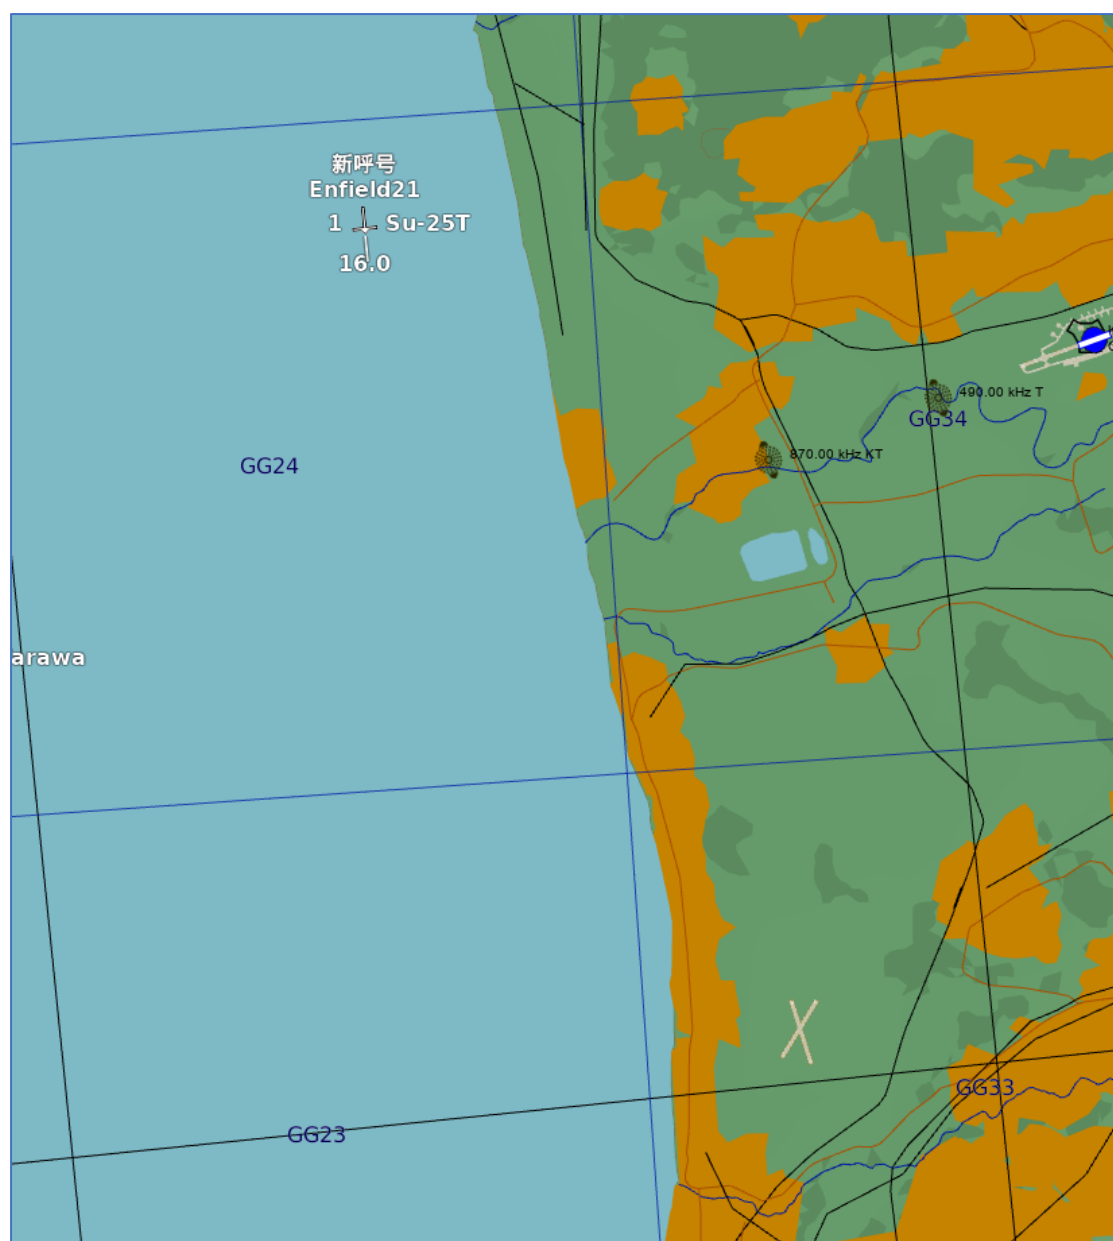 新呼号
Enfield21
1 Su-25T
16.0
490.00 kHz T
GG34
870.00 kHz KT
GG24
arawa
GG33
GG23